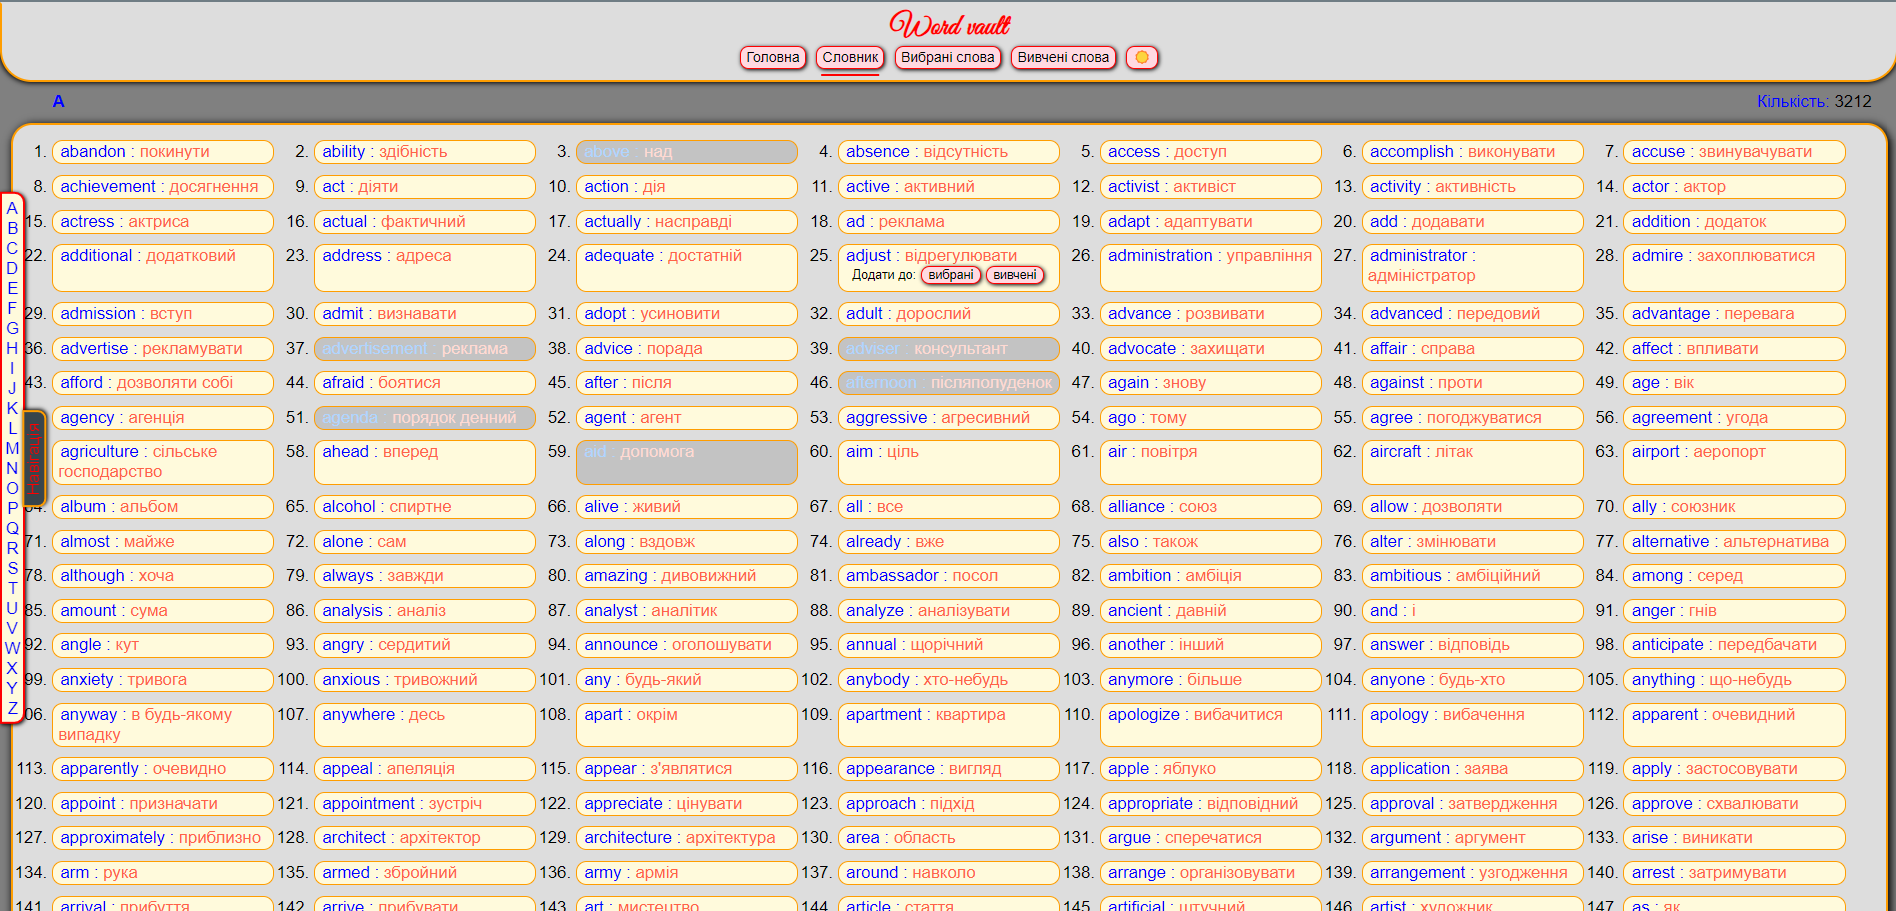 Word vault
Головна Словник Вибрані слова Вивчені слова
A Кількість: 3212
1. abandon : покинути 2. ability : здібність 3. above : над 4. absence : відсутність 5. access : доступ 6. accomplish : виконувати 7. accuse : звинувачувати
8. achievement : досягнення 9. act : діяти 10. action : дія 11. active : активний 12. activist : активіст 13. activity : активність 14. actor : актор
15. actress : актриса 16. actual : фактичний 17. actually : насправді 18. ad : реклама 19. adapt : адаптувати 20. add : додавати 21. addition : додаток
22. additional : додатковий 23. address : адреса 24. adequate : достатній 25. adjust : відрегулювати 26. administration : управління 27. administrator : 28. admire : захоплюватися
Додати до: вибрані вивчені адміністратор
29. admission : вступ 30. admit : визнавати 31. adopt : усиновити 32. adult : дорослий 33. advance : розвивати 34. advanced : передовий 35. advantage : перевага
36. advertise : рекламувати 37. advertisement : реклама 38. advice : порада 39. adviser : консультант 40. advocate : захищати 41. affair : справа 42. affect : впливати
43. afford : дозволяти собі 44. afraid : боятися 45. after : після 46. afternoon : післяполуденок 47. again : знову 48. against : проти 49. age : вік
agency : агенція 51. agenda : порядок денний 52. agent : агент 53. aggressive : агресивний 54. ago : тому 55. agree : погоджуватися 56. agreement : угода
agriculture : сільське 58. ahead : вперед 59. aid : допомога 60. aim : ціль 61. air : повітря 62. aircraft : літак 63. airport : аеропорт
господарство
64. album : альбом 65. alcohol : спиртне 66. alive : живий 67. all : все 68. alliance : союз 69. allow : дозволяти 70. ally : союзник
71. almost : майже 72. alone : сам 73. along : вздовж 74. already : вже 75. also : також 76. alter : змінювати 77. alternative : альтернатива
78. although : хоча 79. always : завжди 80. amazing : дивовижний 81. ambassador : посол 82. ambition : амбіція 83. ambitious : амбіційний 84. among : серед
85. amount : сума 86. analysis : аналіз 87. analyst : аналітик 88. analyze : аналізувати 89. ancient : давній 90. and : і 91. anger : гнів
92. angle : кут 93. angry : сердитий 94. announce : оголошувати 95. annual : щорічний 96. another : інший 97. answer : відповідь 98. anticipate : передбачати
99. anxiety : тривога 100. anxious : тривожний 101. any : будь-який 102. anybody : хто-небудь 103. anymore : більше 104. anyone : будь-хто 105. anything : що-небудь
06. anyway : в будь-якому 107. anywhere : десь 108. apart : окрім 109. apartment : квартира 110. apologize : вибачитися 111. apology : вибачення 112. apparent : очевидний
випадку
113. apparently : очевидно 114. appeal : апеляція 115. appear : з'являтися 116. appearance : вигляд 117. apple : яблуко 118. application : заява 119. apply : застосовувати
120. appoint : призначати 121. appointment : зустріч 122. appreciate : цінувати 123. approach : підхід 124. appropriate : відповідний 125. approval : затвердження 126. approve : схвалювати
127. approximately : приблизно 128. architect : архітектор 129. architecture : архітектура 130. area : область 131. argue : сперечатися 132. argument : аргумент 133. arise : виникати
134. arm : рука 135. armed : збройний 136. army : армія 137. around : навколо 138. arrange : організовувати 139. arrangement : узгодження 140. arrest : затримувати
141. arrival : прибуття 142. arrive : прибувати 143. art : мистецтво 144. article : стаття 145. artificial : штучний 146. artist : художник 147. as : як
A
B
C
D
E
F
G
H
I
J
K
L
M
N
O
P
Q
R
S
T
U
V
W
X
Y
Z
Навігація